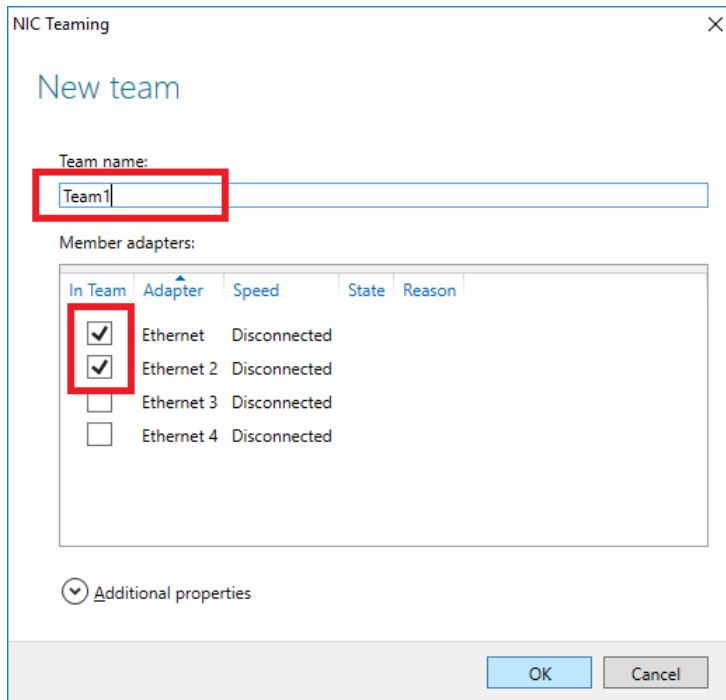 NIC Teaming
New team
Team name:
Team1
Member adapters:
In Team Adapter Speed State Reason
Ethernet Disconnected
Ethernet 2 Disconnected
Ethernet 3 Disconnected
Ethernet 4 Disconnected
Additional properties
OK Cancel